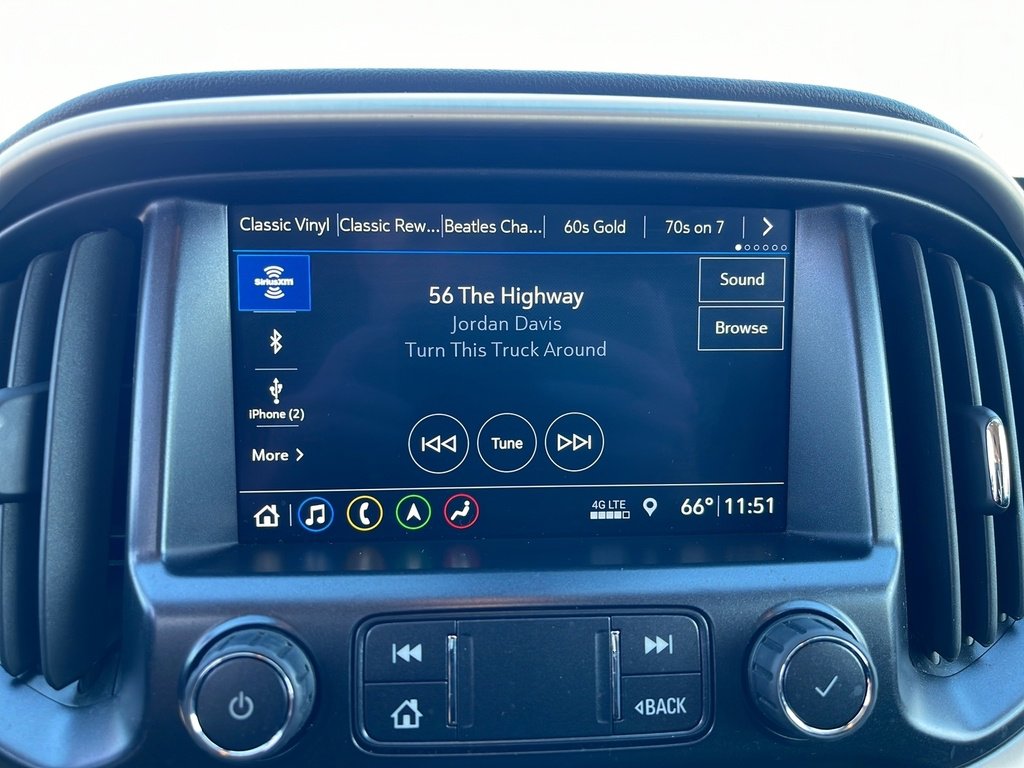 Classic Vinyl
Classic Rew...
Beatles Cha...
60s Gold
70s on 7
SiriusXM
56 The Highway
Jordan Davis
Turn This Truck Around
Sound
Browse
iPhone (2)
More
Tune
4G LTE
66° 11:51
BACK